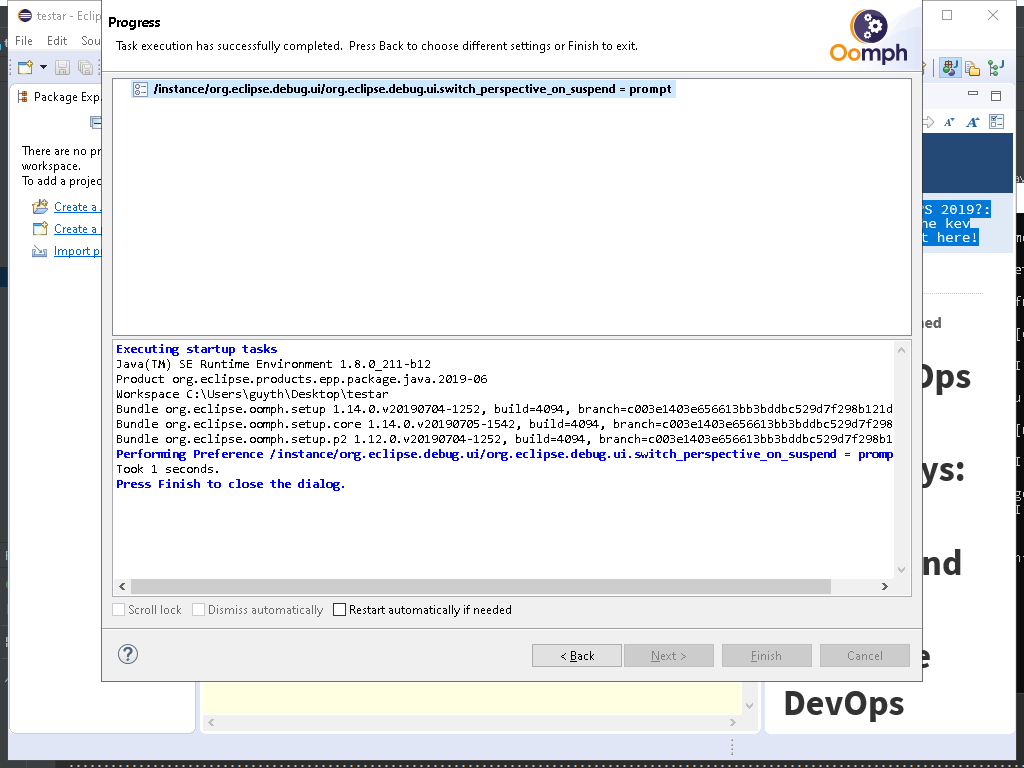 testar - Eclip
Progress
Task execution has successfully completed. Press Back to choose different settings or Finish to exit.
Oomph
File Edit Sou
/instance/org.eclipse.debug.ui/org.eclipse.debug.ui.switch_perspective_on_suspend = prompt
Package Exp
There are no pr
workspace.
To add a projec
Create a
Create a
Import p
PS 2019?:
he key
t here!
ned
Ops
ys:
nd
e
DevOps
Executing startup tasks
Java(TM) SE Runtime Environment 1.8.0_211-b12
Product org.eclipse.products.epp.package.java.2019-06
Workspace C:\Users\guyth\Desktop\testar
Bundle org.eclipse.oomph.setup 1.14.0.v20190704-1252, build=4094, branch=c003e1403e656613bb3bddbc529d7f298b121d
Bundle org.eclipse.oomph.setup.core 1.14.0.v20190705-1542, build=4094, branch=c003e1403e656613bb3bddbc529d7f298
Bundle org.eclipse.oomph.setup.p2 1.12.0.v20190704-1252, build=4094, branch=c003e1403e656613bb3bddbc529d7f298b1
Performing Preference /instance/org.eclipse.debug.ui/org.eclipse.debug.ui.switch_perspective_on_suspend = promp
Took 1 seconds.
Press Finish to close the dialog.
Scroll lock Dismiss automatically Restart automatically if needed
? < Back Next > Finish Cancel